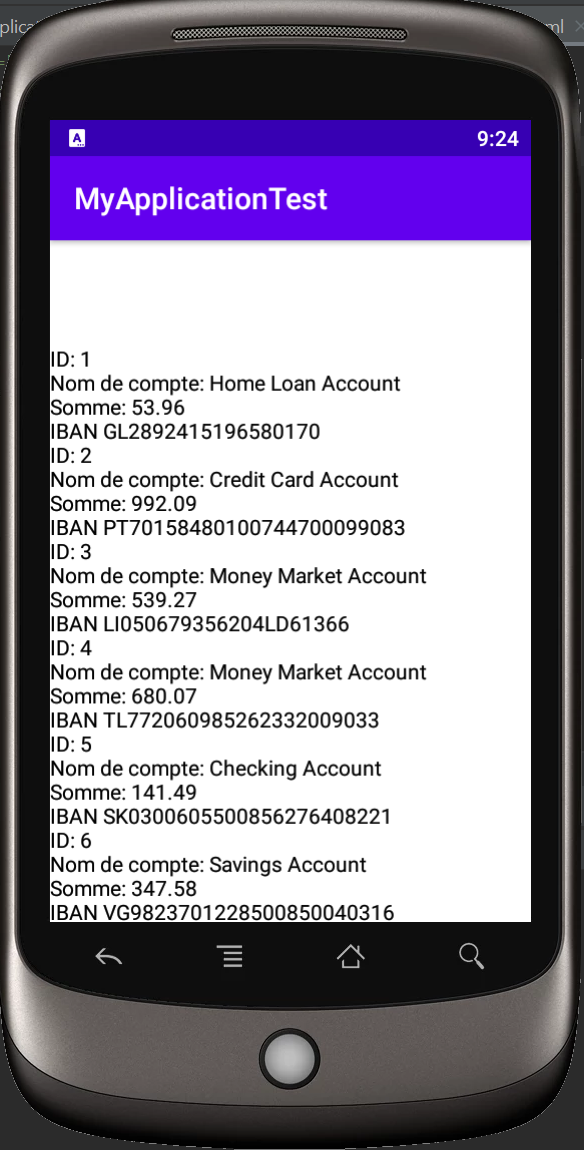 plica
ml
A
9:24
MyApplicationTest
ID: 1
Nom de compte: Home Loan Account
Somme: 53.96
IBAN GL2892415196580170
ID: 2
Nom de compte: Credit Card Account
Somme: 992.09
IBAN PT70158480100744700099083
ID: 3
Nom de compte: Money Market Account
Somme: 539.27
IBAN LI050679356204LD61366
ID: 4
Nom de compte: Money Market Account
Somme: 680.07
IBAN TL772060985262332009033
ID: 5
Nom de compte: Checking Account
Somme: 141.49
IBAN SK0300605500856276408221
ID: 6
Nom de compte: Savings Account
Somme: 347.58
IBAN VG9823701228500850040316